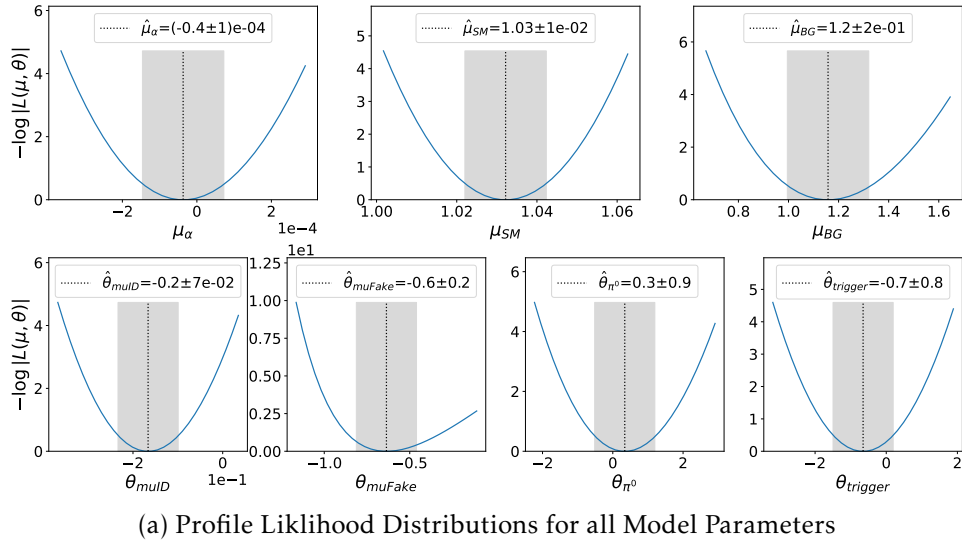 μ̂_α=(-0.4±1)e-04
μ̂_SM=1.03±1e-02
μ̂_BG=1.2±2e-01
−log |L(μ, θ)|
4
2
0
−2 0 2
1e−4
μ_α
5
4
3
2
1
0
1.00 1.02 1.04 1.06
μ_SM
6
4
2
0
0.8 1.0 1.2 1.4 1.6
μ_BG
θ̂_muID=-0.2±7e-02
θ̂_muFake=-0.6±0.2
θ̂_π⁰=0.3±0.9
θ̂_trigger=-0.7±0.8
−log |L(μ, θ)|
6
4
2
0
−2 0
1e−1
θ_muID
1e1
1.25
1.00
0.75
0.50
0.25
0.00
−1.0 −0.5
θ_muFake
6
4
2
0
−2 0 2
θ_π⁰
6
5
4
3
2
1
0
−2 0 2
θ_trigger
(a) Profile Liklihood Distributions for all Model Parameters